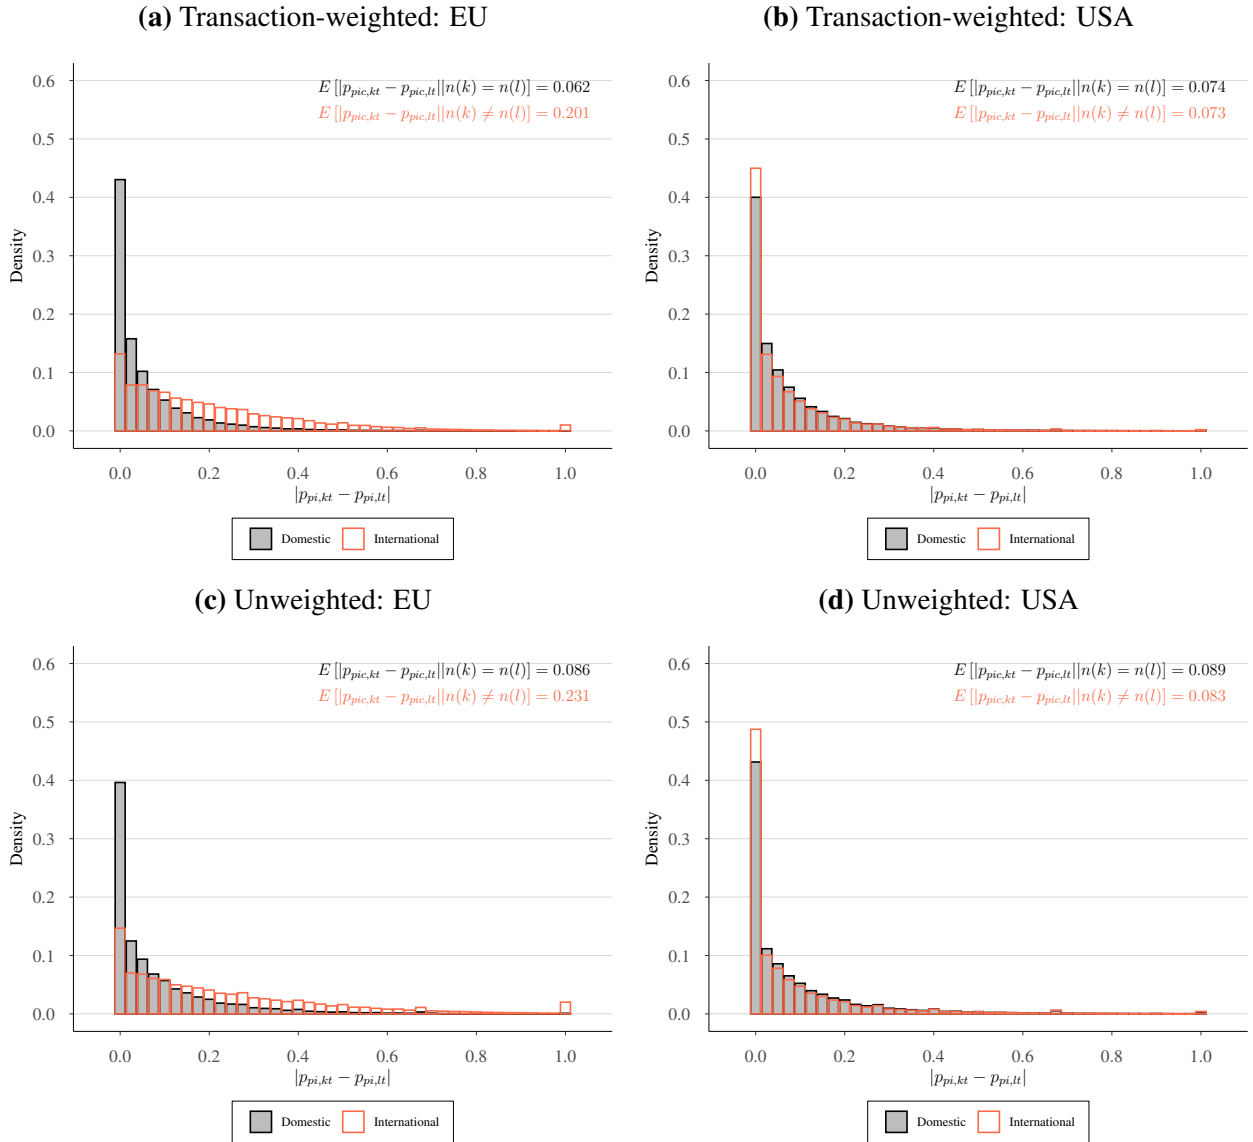 (a) Transaction-weighted: EU
E [|p_{pic,kt} − p_{pic,lt}||n(k) = n(l)] = 0.062
E [|p_{pic,kt} − p_{pic,lt}||n(k) ≠ n(l)] = 0.201
Density
0.6
0.5
0.4
0.3
0.2
0.1
0.0
0.0 0.2 0.4 0.6 0.8 1.0
|p_{pi,kt} − p_{pi,lt}|
Domestic International
(b) Transaction-weighted: USA
E [|p_{pic,kt} − p_{pic,lt}||n(k) = n(l)] = 0.074
E [|p_{pic,kt} − p_{pic,lt}||n(k) ≠ n(l)] = 0.073
Density
0.6
0.5
0.4
0.3
0.2
0.1
0.0
0.0 0.2 0.4 0.6 0.8 1.0
|p_{pi,kt} − p_{pi,lt}|
Domestic International
(c) Unweighted: EU
E [|p_{pic,kt} − p_{pic,lt}||n(k) = n(l)] = 0.086
E [|p_{pic,kt} − p_{pic,lt}||n(k) ≠ n(l)] = 0.231
Density
0.6
0.5
0.4
0.3
0.2
0.1
0.0
0.0 0.2 0.4 0.6 0.8 1.0
|p_{pi,kt} − p_{pi,lt}|
Domestic International
(d) Unweighted: USA
E [|p_{pic,kt} − p_{pic,lt}||n(k) = n(l)] = 0.089
E [|p_{pic,kt} − p_{pic,lt}||n(k) ≠ n(l)] = 0.083
Density
0.6
0.5
0.4
0.3
0.2
0.1
0.0
0.0 0.2 0.4 0.6 0.8 1.0
|p_{pi,kt} − p_{pi,lt}|
Domestic International